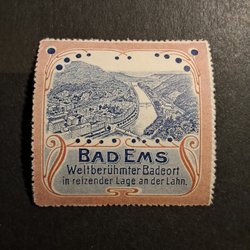 BAD EMS
Weltberühmter Badeort
in reizender Lage an der Lahn.